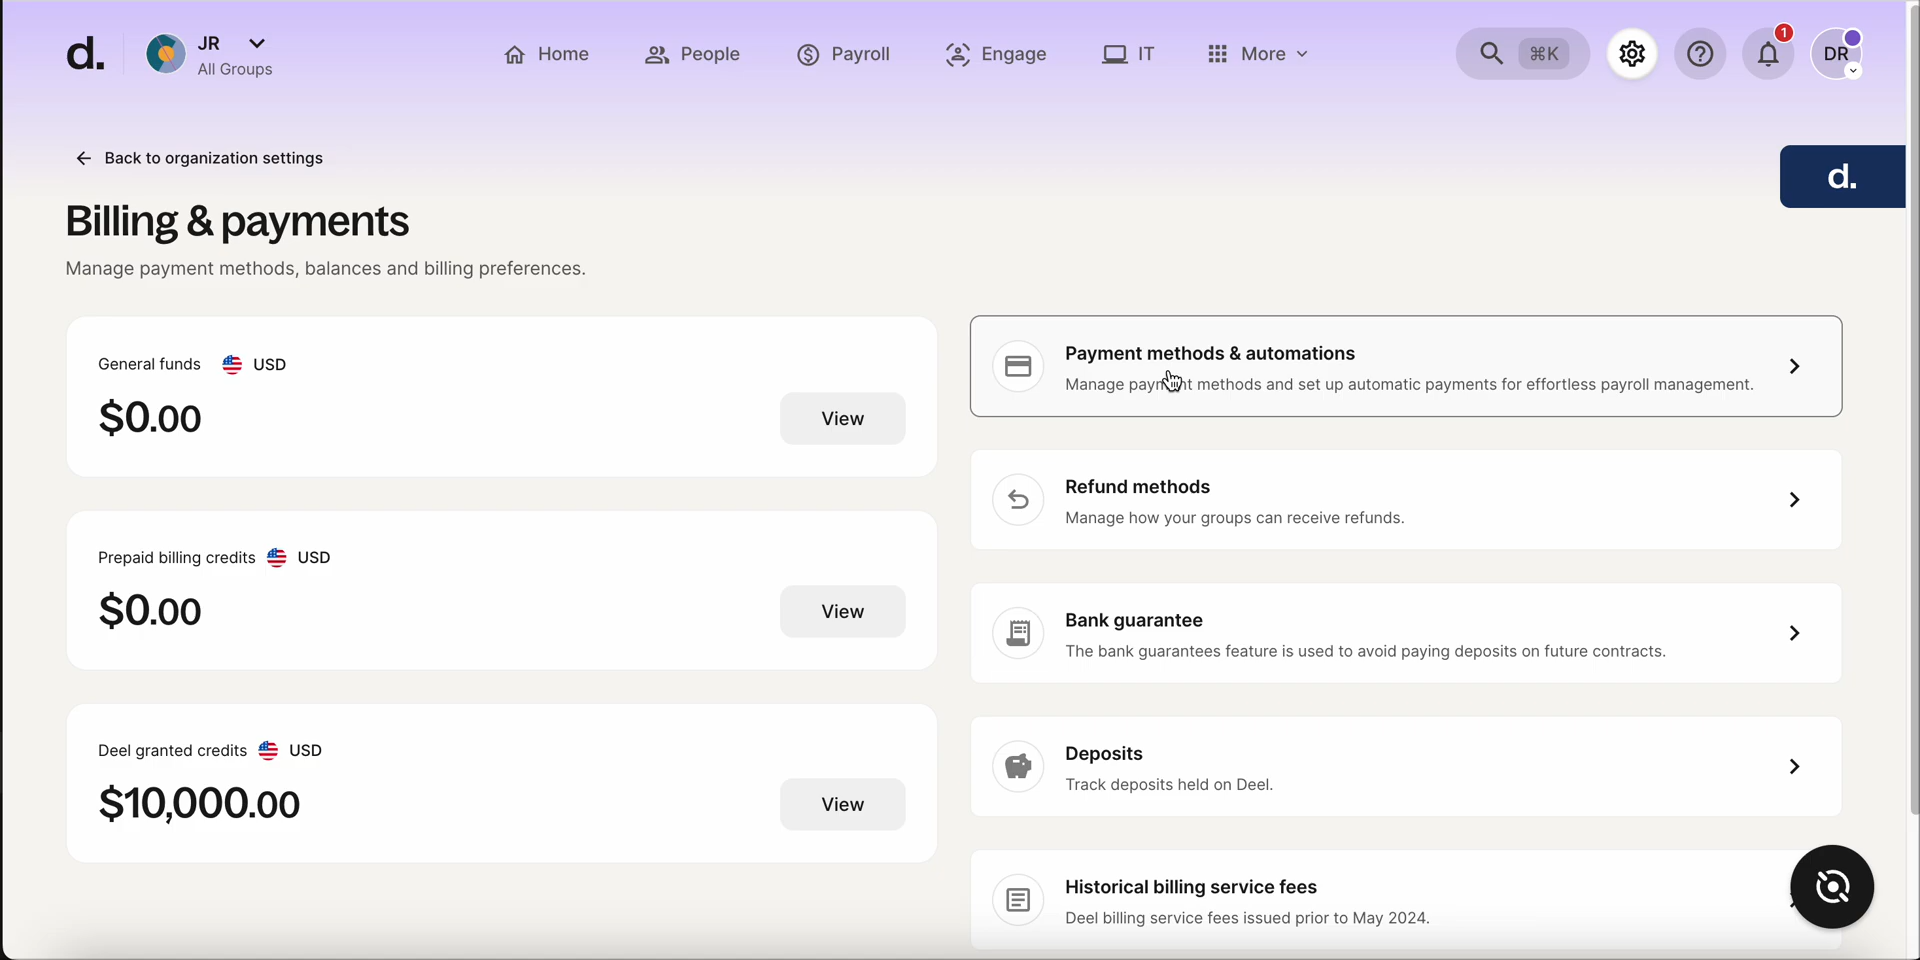 d.
JR
All Groups
Home
People
Payroll
Engage
IT
More
⌘K
1
DR
Back to organization settings
d.
Billing & payments
Manage payment methods, balances and billing preferences.
General funds USD
$0.00
View
Prepaid billing credits USD
$0.00
View
Deel granted credits USD
$10,000.00
View
Payment methods & automations
Manage payment methods and set up automatic payments for effortless payroll management.
Refund methods
Manage how your groups can receive refunds.
Bank guarantee
The bank guarantees feature is used to avoid paying deposits on future contracts.
Deposits
Track deposits held on Deel.
Historical billing service fees
Deel billing service fees issued prior to May 2024.